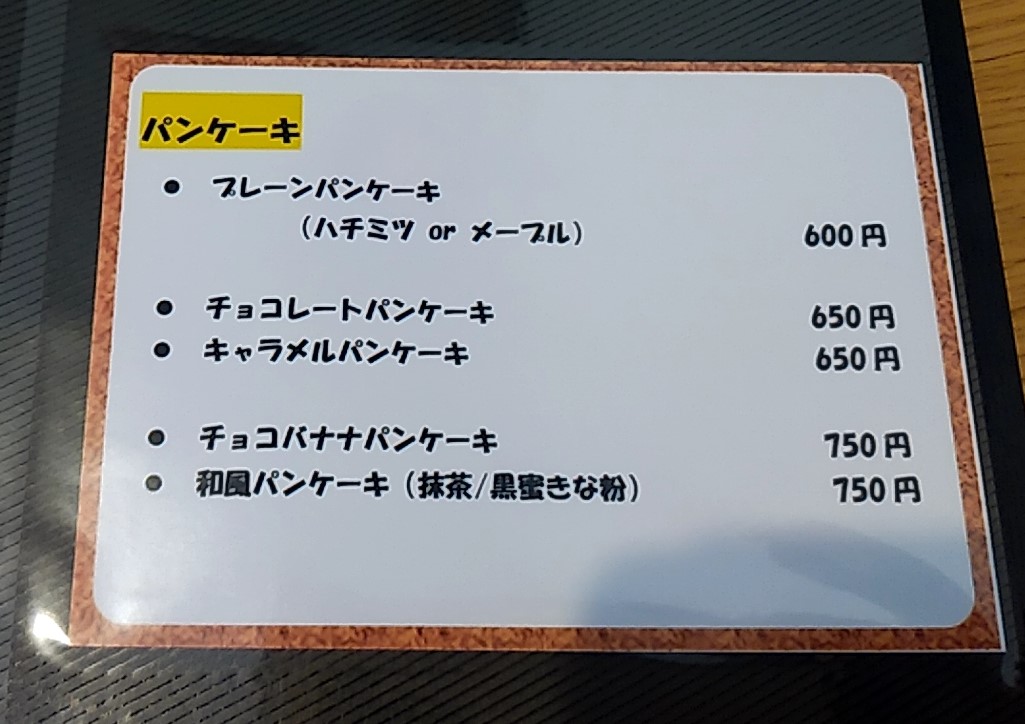 パンケーキ
● プレーンパンケーキ
（ハチミツ or メープル） 600円
● チョコレートパンケーキ 650円
● キャラメルパンケーキ 650円
● チョコバナナパンケーキ 750円
● 和風パンケーキ（抹茶/黒蜜きな粉） 750円